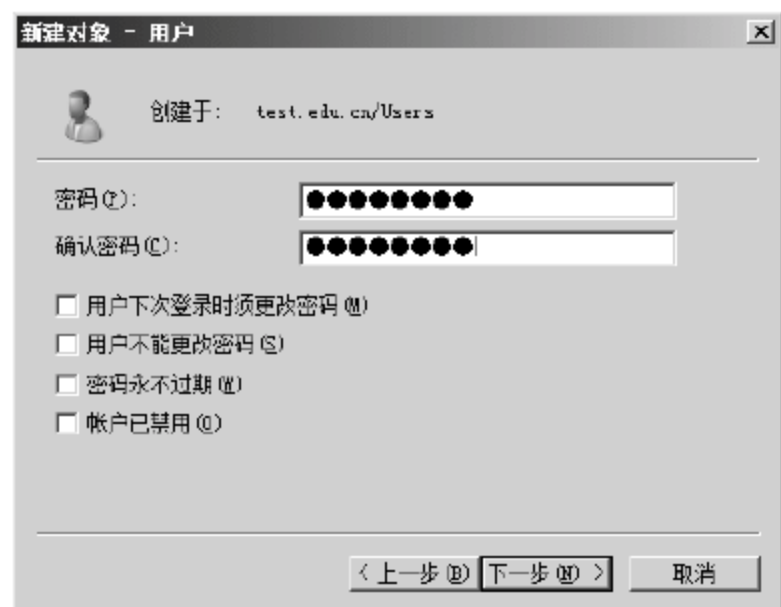 新建对象 - 用户
创建于: test.edu.cn/Users
密码(P):
●●●●●●●●
确认密码(C):
●●●●●●●●
用户下次登录时须更改密码(M)
用户不能更改密码(S)
密码永不过期(W)
帐户已禁用(O)
< 上一步(B) 下一步(N) > 取消